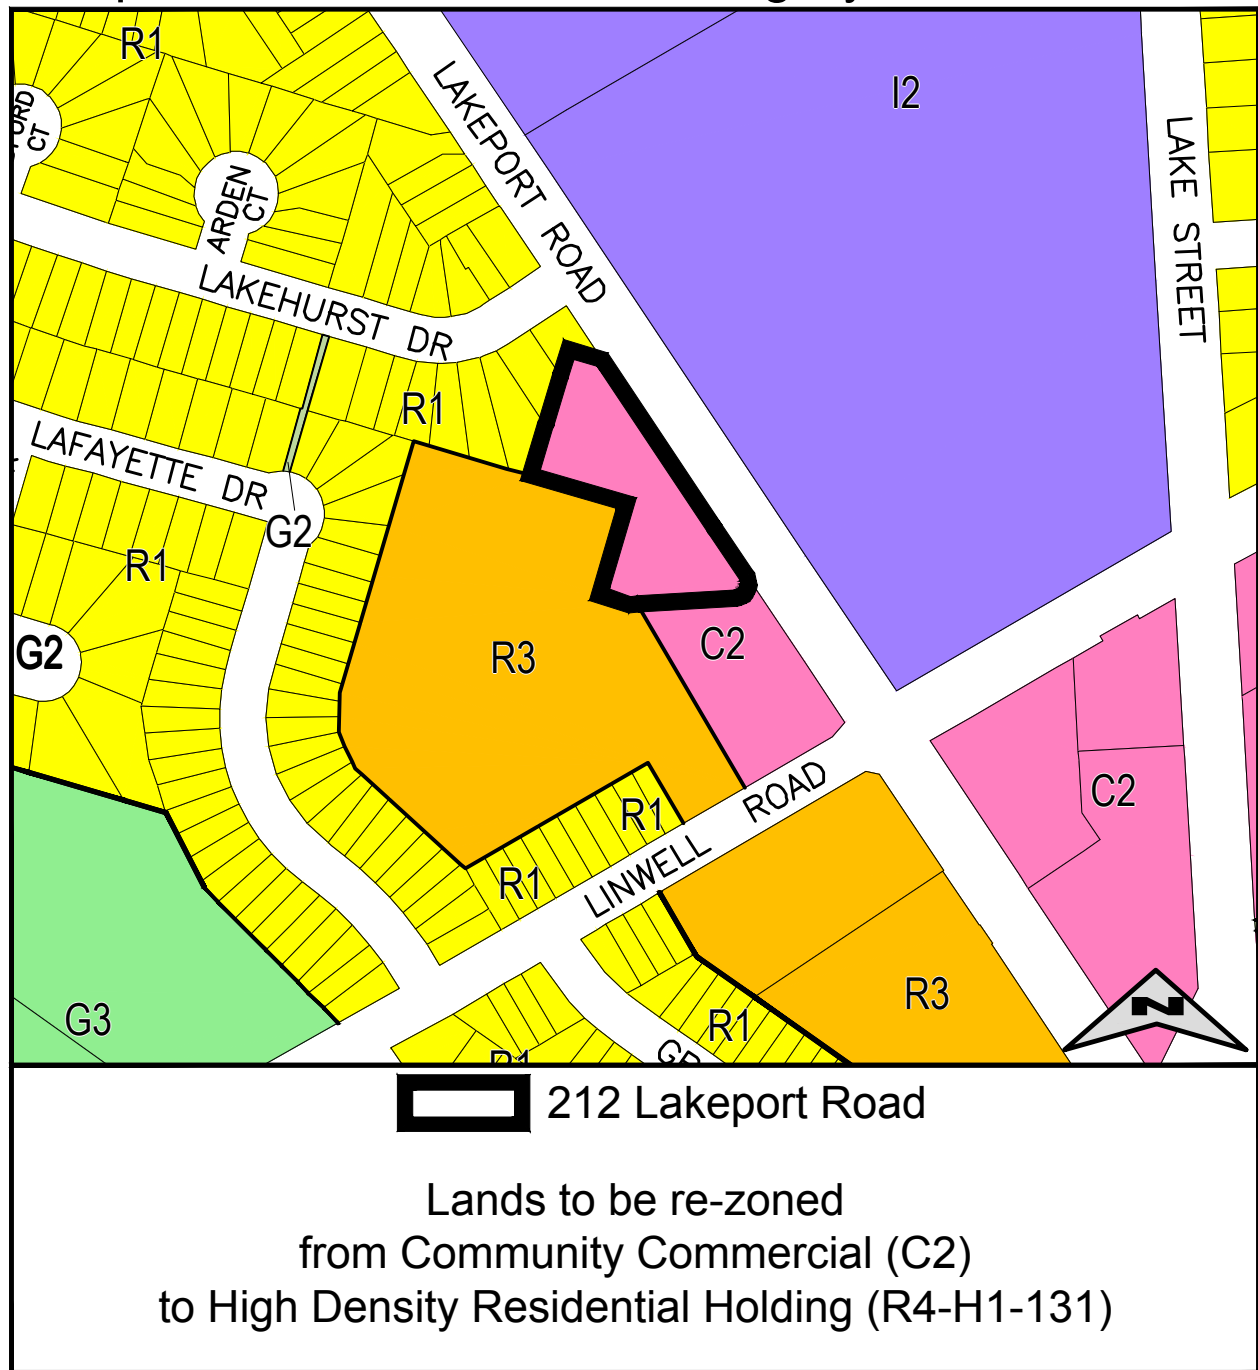 R1
I2
LAKEPORT ROAD
LAKE STREET
CT
ARDEN
CT
LAKEHURST DR
R1
LAFAYETTE DR
G2
R1
G2
R3
C2
C2
R1
R1
LINWELL ROAD
R3
G3
R1
R1
N
212 Lakeport Road
Lands to be re-zoned
from Community Commercial (C2)
to High Density Residential Holding (R4-H1-131)